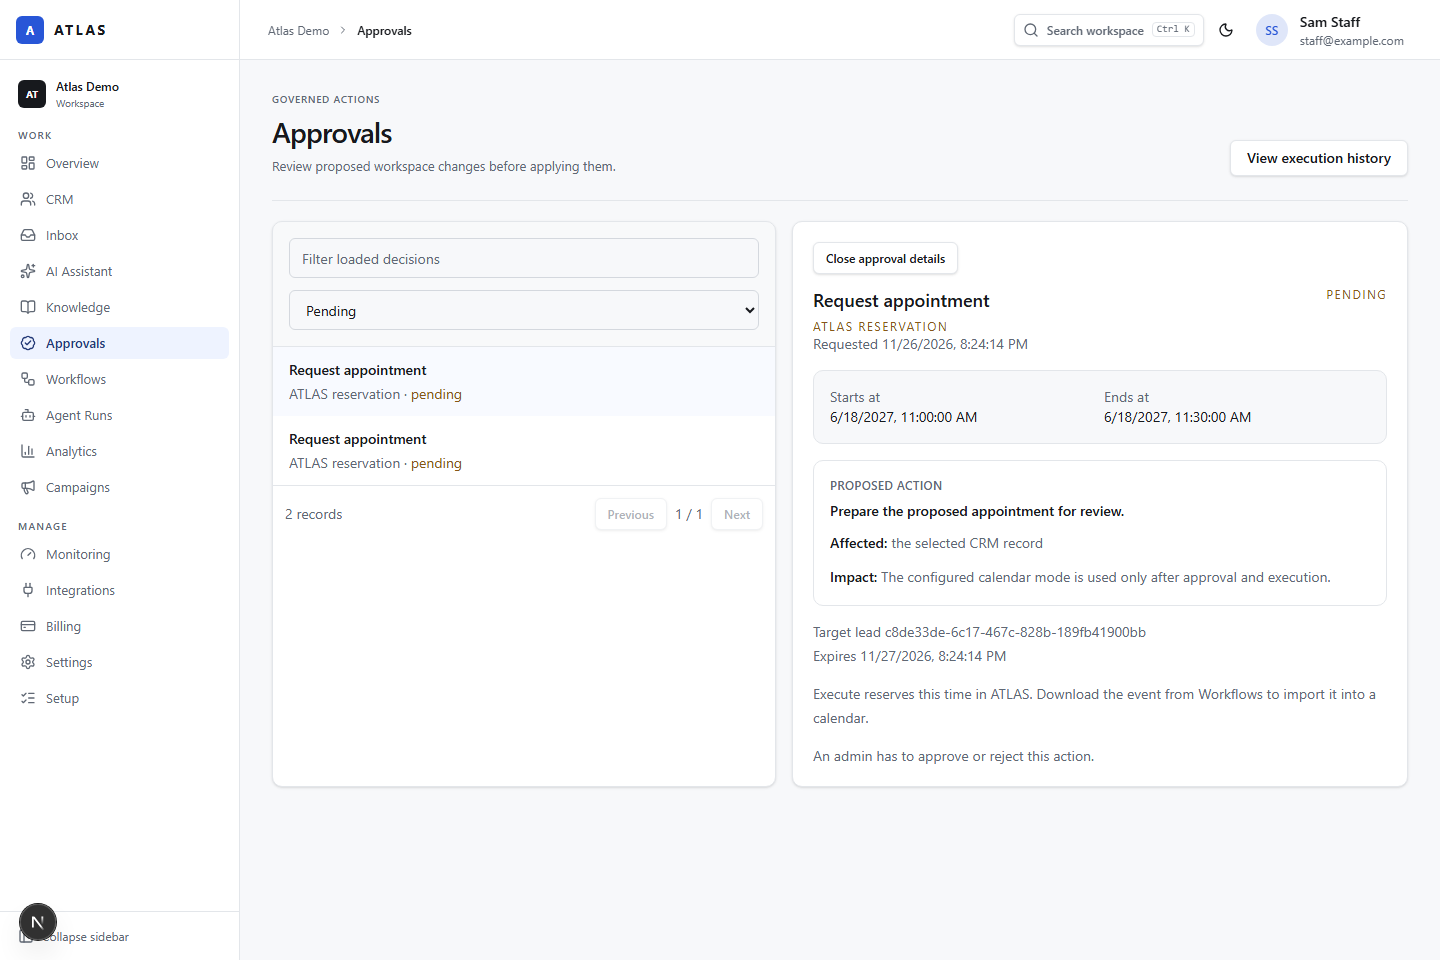 A ATLAS
AT Atlas Demo
Workspace
WORK
Overview
CRM
Inbox
AI Assistant
Knowledge
Approvals
Workflows
Agent Runs
Analytics
Campaigns
MANAGE
Monitoring
Integrations
Billing
Settings
Setup
N
ollapse sidebar
Atlas Demo > Approvals
Search workspace Ctrl K
SS Sam Staff
staff@example.com
GOVERNED ACTIONS
Approvals
Review proposed workspace changes before applying them.
View execution history
Filter loaded decisions
Pending
Request appointment
ATLAS reservation · pending
Request appointment
ATLAS reservation · pending
2 records Previous 1 / 1 Next
Close approval details
Request appointment PENDING
ATLAS RESERVATION
Requested 11/26/2026, 8:24:14 PM
Starts at Ends at
6/18/2027, 11:00:00 AM 6/18/2027, 11:30:00 AM
PROPOSED ACTION
Prepare the proposed appointment for review.
Affected: the selected CRM record
Impact: The configured calendar mode is used only after approval and execution.
Target lead c8de33de-6c17-467c-828b-189fb41900bb
Expires 11/27/2026, 8:24:14 PM
Execute reserves this time in ATLAS. Download the event from Workflows to import it into a
calendar.
An admin has to approve or reject this action.